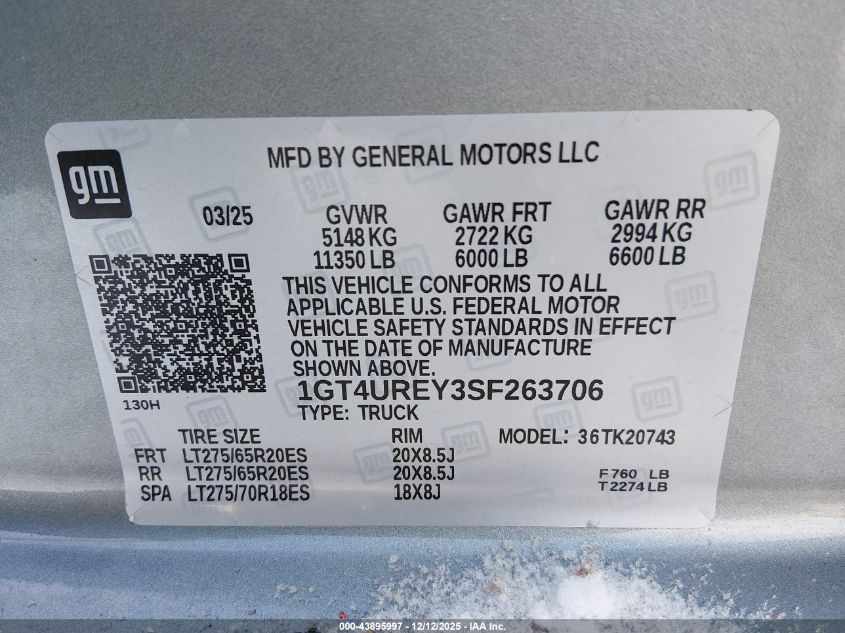 MFD BY GENERAL MOTORS LLC
gm
03/25 GVWR GAWR FRT GAWR RR
5148 KG 2722 KG 2994 KG
11350 LB 6000 LB 6600 LB
THIS VEHICLE CONFORMS TO ALL
APPLICABLE U.S. FEDERAL MOTOR
VEHICLE SAFETY STANDARDS IN EFFECT
ON THE DATE OF MANUFACTURE
SHOWN ABOVE.
1GT4UREY3SF263706
130H
TYPE: TRUCK
TIRE SIZE RIM MODEL: 36TK20743
FRT LT275/65R20ES 20X8.5J
RR LT275/65R20ES 20X8.5J F 760 LB
SPA LT275/70R18ES 18X8J T 2274 LB
000-43895997 - 12/12/2025 - IAA Inc.